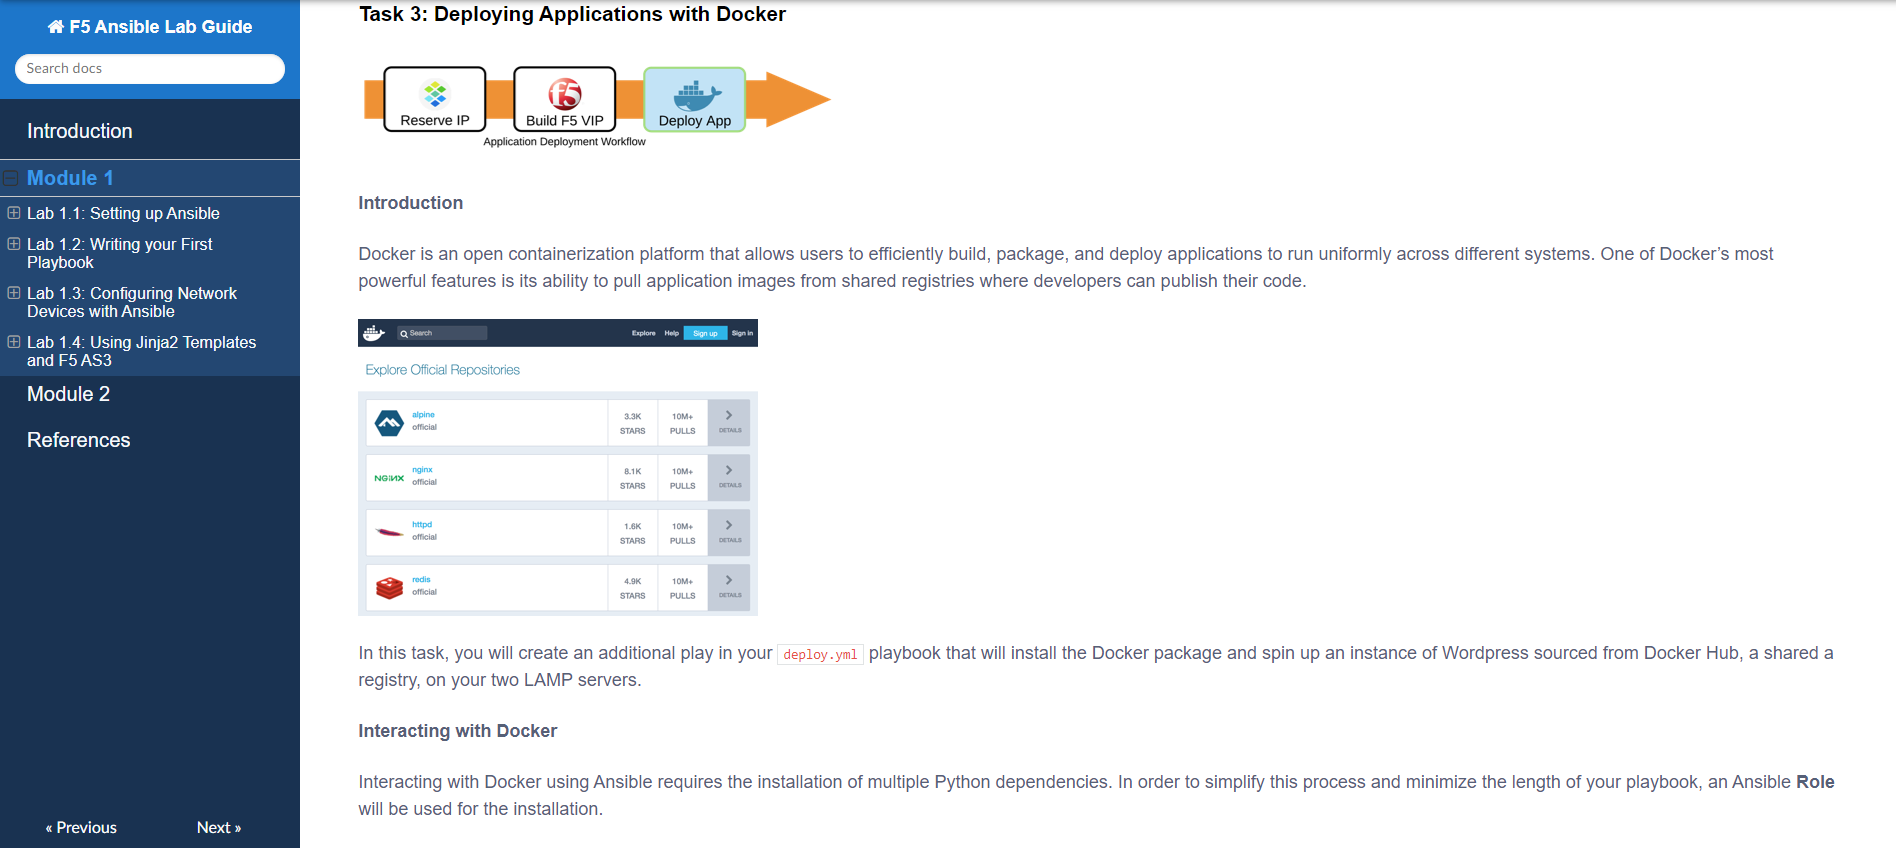 F5 Ansible Lab Guide
Search docs
Introduction
Module 1
Lab 1.1: Setting up Ansible
Lab 1.2: Writing your First
Playbook
Lab 1.3: Configuring Network
Devices with Ansible
Lab 1.4: Using Jinja2 Templates
and F5 AS3
Module 2
References
« Previous
Next »
Task 3: Deploying Applications with Docker
Reserve IP
f5
Build F5 VIP
Deploy App
Application Deployment Workflow
Introduction
Docker is an open containerization platform that allows users to efficiently build, package, and deploy applications to run uniformly across different systems. One of Docker’s most
powerful features is its ability to pull application images from shared registries where developers can publish their code.
Search
Explore Help Sign up Sign in
Explore Official Repositories
alpine
official
3.3K
STARS
10M+
PULLS
DETAILS
NGINX
nginx
official
8.1K
STARS
10M+
PULLS
DETAILS
httpd
official
1.6K
STARS
10M+
PULLS
DETAILS
redis
official
4.9K
STARS
10M+
PULLS
DETAILS
In this task, you will create an additional play in your deploy.yml playbook that will install the Docker package and spin up an instance of Wordpress sourced from Docker Hub, a shared a
registry, on your two LAMP servers.
Interacting with Docker
Interacting with Docker using Ansible requires the installation of multiple Python dependencies. In order to simplify this process and minimize the length of your playbook, an Ansible Role
will be used for the installation.